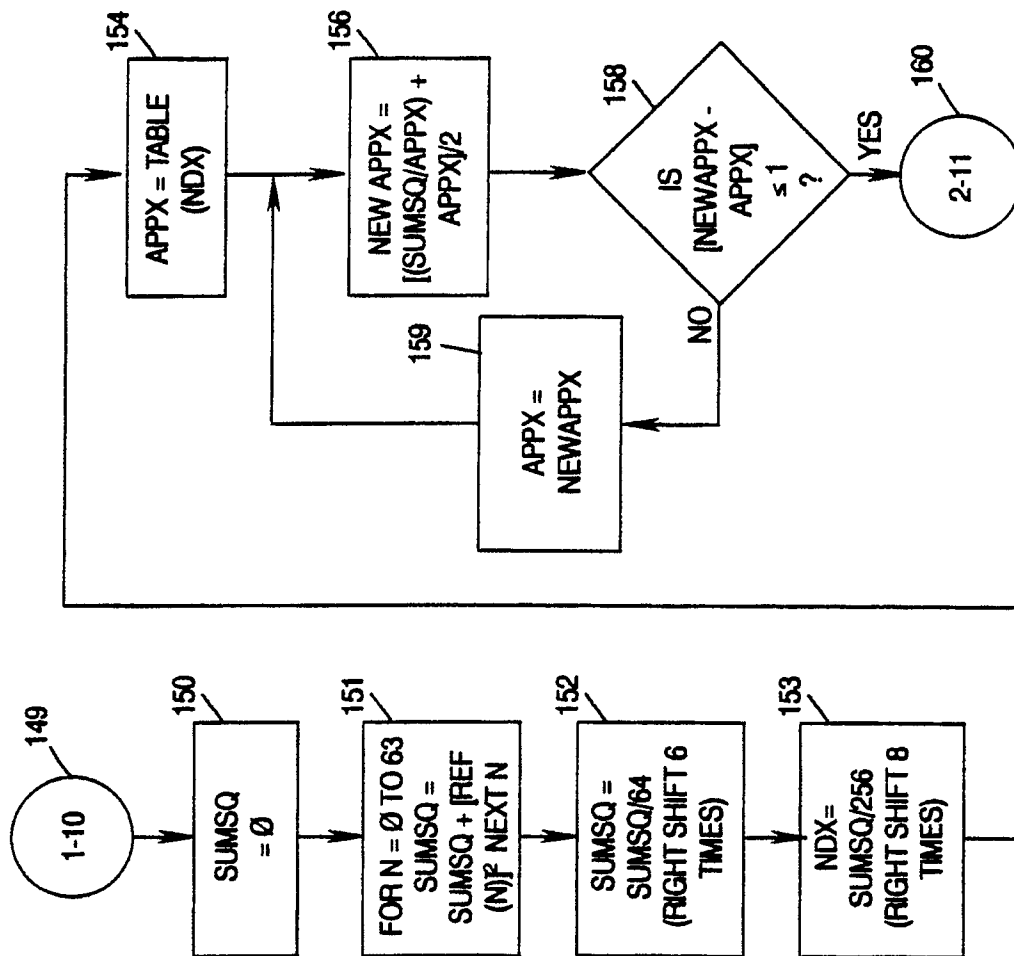 149
1-10
150
SUMSQ
= Ø
151
FOR N = Ø TO 63
SUMSQ =
SUMSQ + [REF
(N)]² NEXT N
152
SUMSQ =
SUMSQ/64
(RIGHT SHIFT 6
TIMES)
153
NDX=
SUMSQ/256
(RIGHT SHIFT 8
TIMES)
154
APPX = TABLE
(NDX)
156
NEW APPX =
[(SUMSQ/APPX) +
APPX]/2
158
IS
[NEWAPPX -
APPX]
≤ 1
?
NO
159
APPX =
NEWAPPX
YES
160
2-11